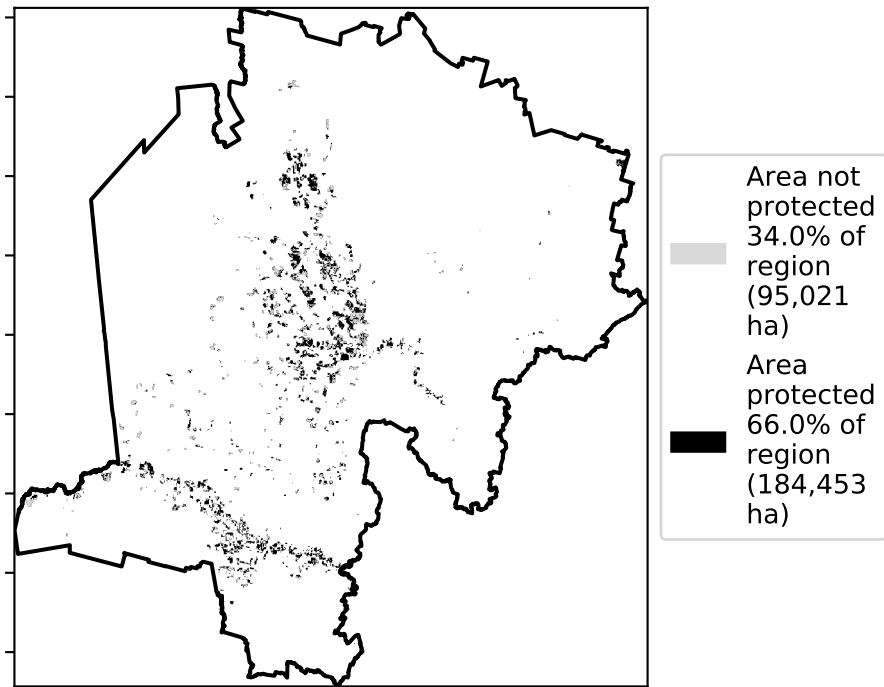 Area not
protected
34.0% of
region
(95,021
ha)
Area
protected
66.0% of
region
(184,453
ha)